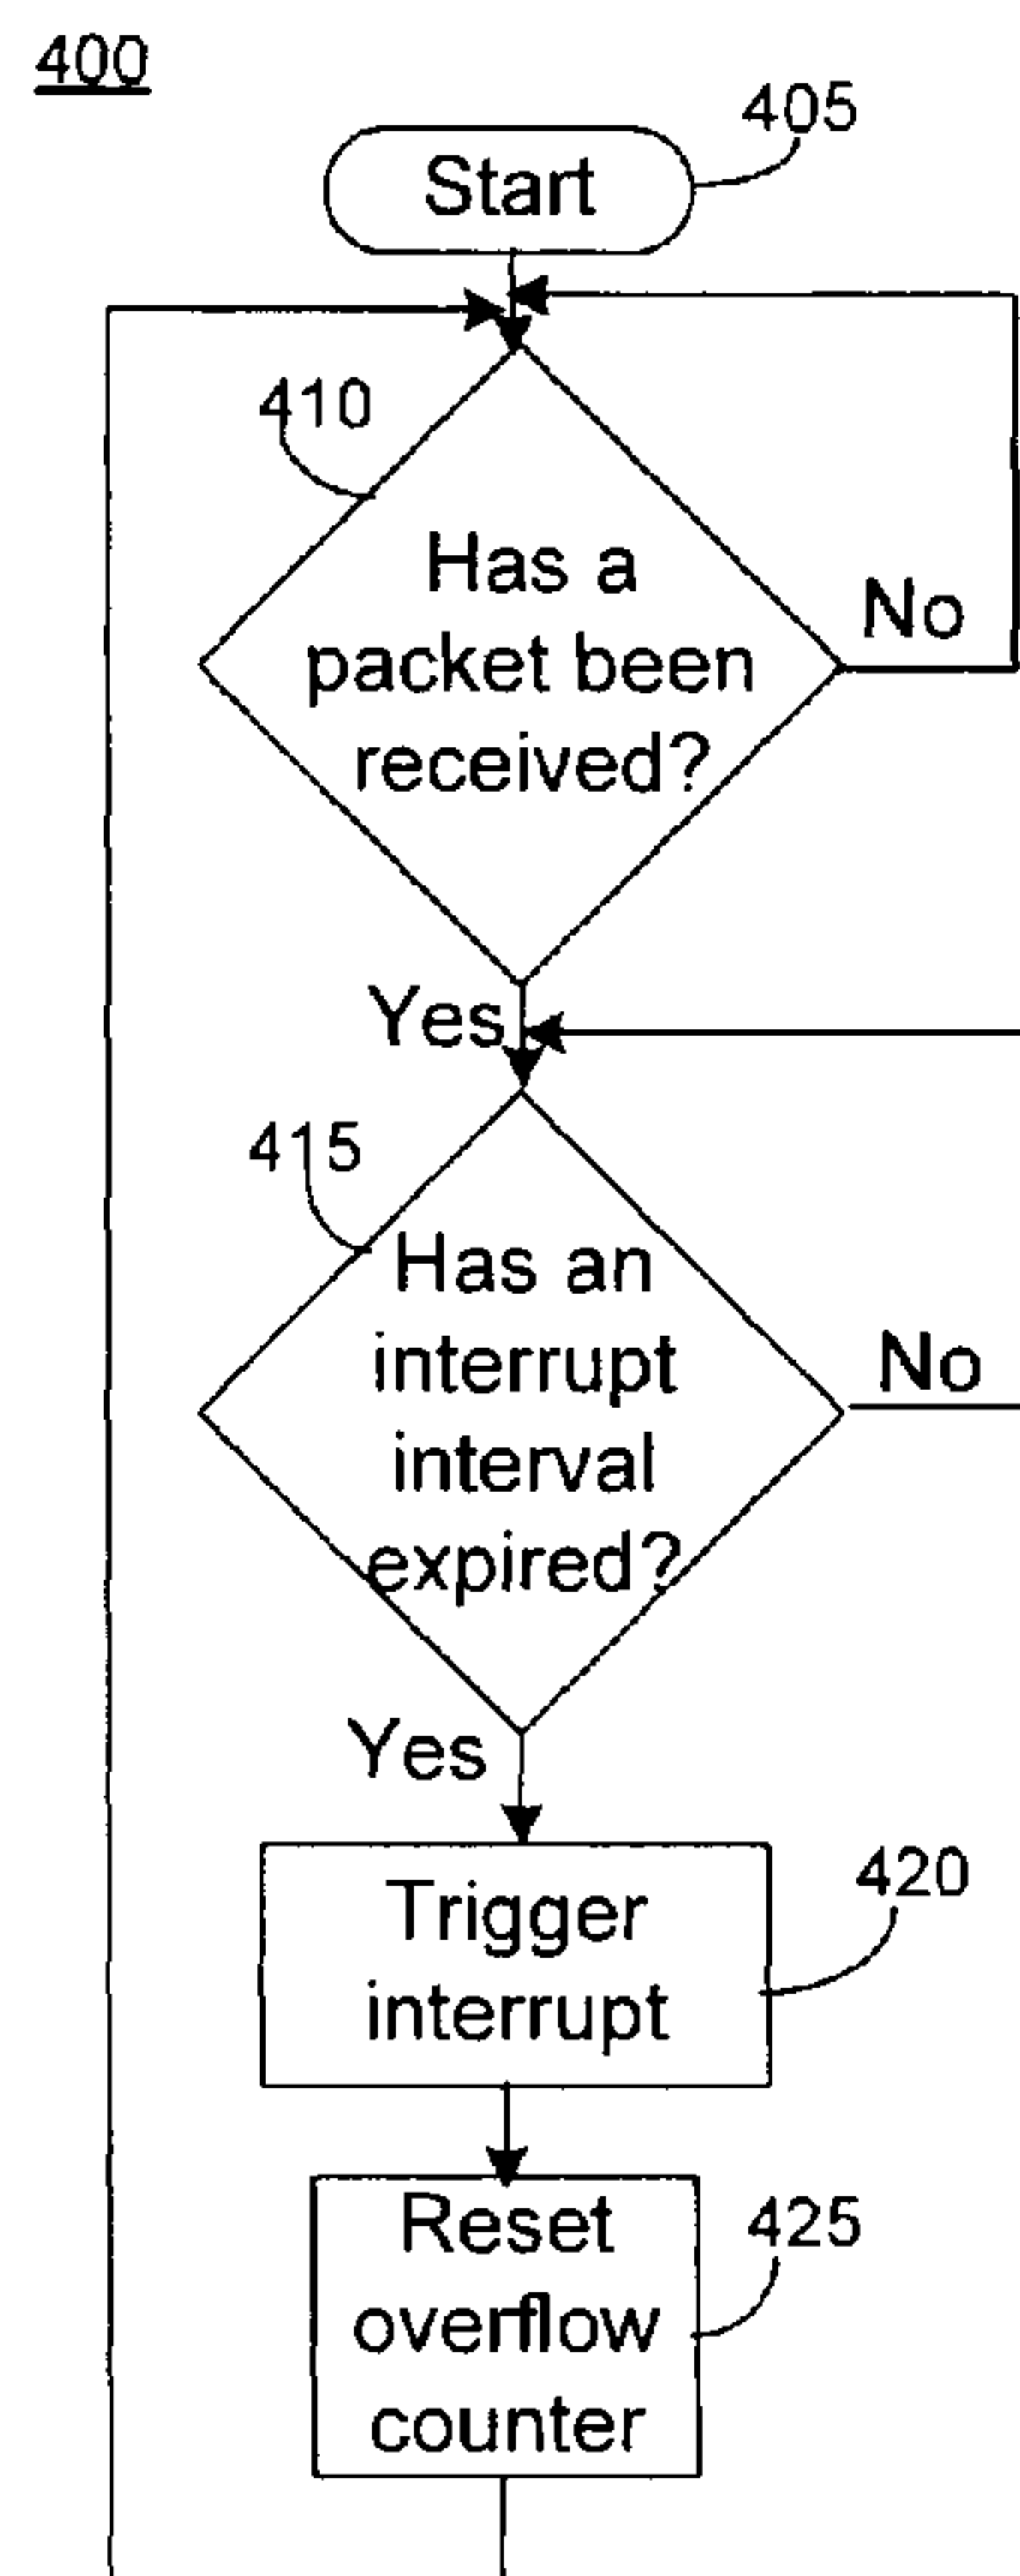 400
405
Start
410
Has a
packet been
received?
No
Yes
415
Has an
interrupt
interval
expired?
No
Yes
Trigger
interrupt
420
Reset
overflow
counter
425